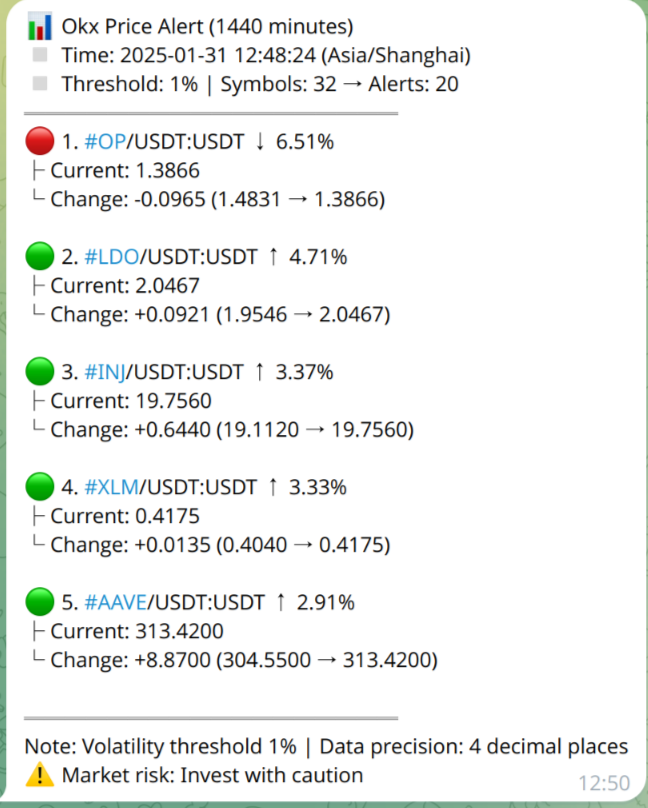 📊 Okx Price Alert (1440 minutes)
◽ Time: 2025-01-31 12:48:24 (Asia/Shanghai)
◽ Threshold: 1% | Symbols: 32 → Alerts: 20
🔴 1. #OP/USDT:USDT ↓ 6.51%
├ Current: 1.3866
└ Change: -0.0965 (1.4831 → 1.3866)
🟢 2. #LDO/USDT:USDT ↑ 4.71%
├ Current: 2.0467
└ Change: +0.0921 (1.9546 → 2.0467)
🟢 3. #INJ/USDT:USDT ↑ 3.37%
├ Current: 19.7560
└ Change: +0.6440 (19.1120 → 19.7560)
🟢 4. #XLM/USDT:USDT ↑ 3.33%
├ Current: 0.4175
└ Change: +0.0135 (0.4040 → 0.4175)
🟢 5. #AAVE/USDT:USDT ↑ 2.91%
├ Current: 313.4200
└ Change: +8.8700 (304.5500 → 313.4200)
Note: Volatility threshold 1% | Data precision: 4 decimal places
⚠️ Market risk: Invest with caution
12:50